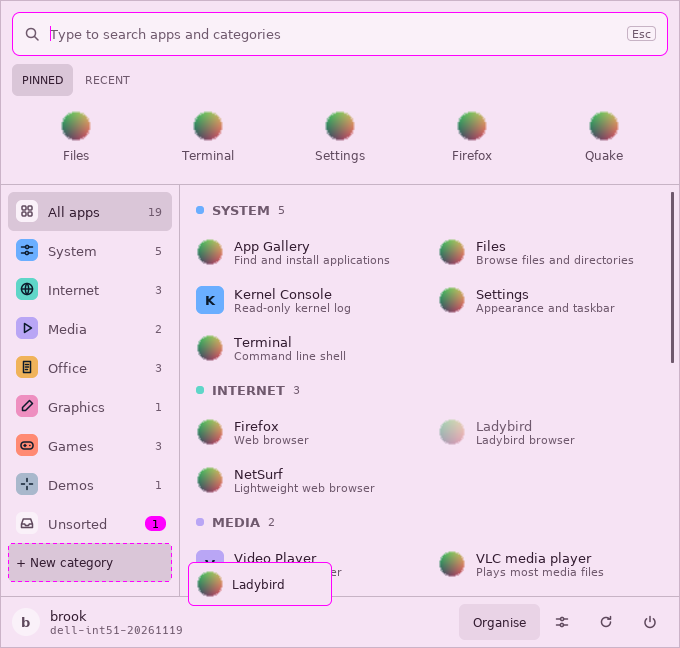 Type to search apps and categories
Esc
PINNED RECENT
Files Terminal Settings Firefox Quake
All apps 19
System 5
Internet 3
Media 2
Office 3
Graphics 1
Games 3
Demos 1
Unsorted 1
+ New category
SYSTEM 5
App Gallery
Find and install applications
Files
Browse files and directories
K
Kernel Console
Read-only kernel log
Settings
Appearance and taskbar
Terminal
Command line shell
INTERNET 3
Firefox
Web browser
Ladybird
Ladybird browser
NetSurf
Lightweight web browser
MEDIA 2
Video Player
VLC media player
Plays most media files
Ladybird
b
brook
dell-int51-20261119
Organise